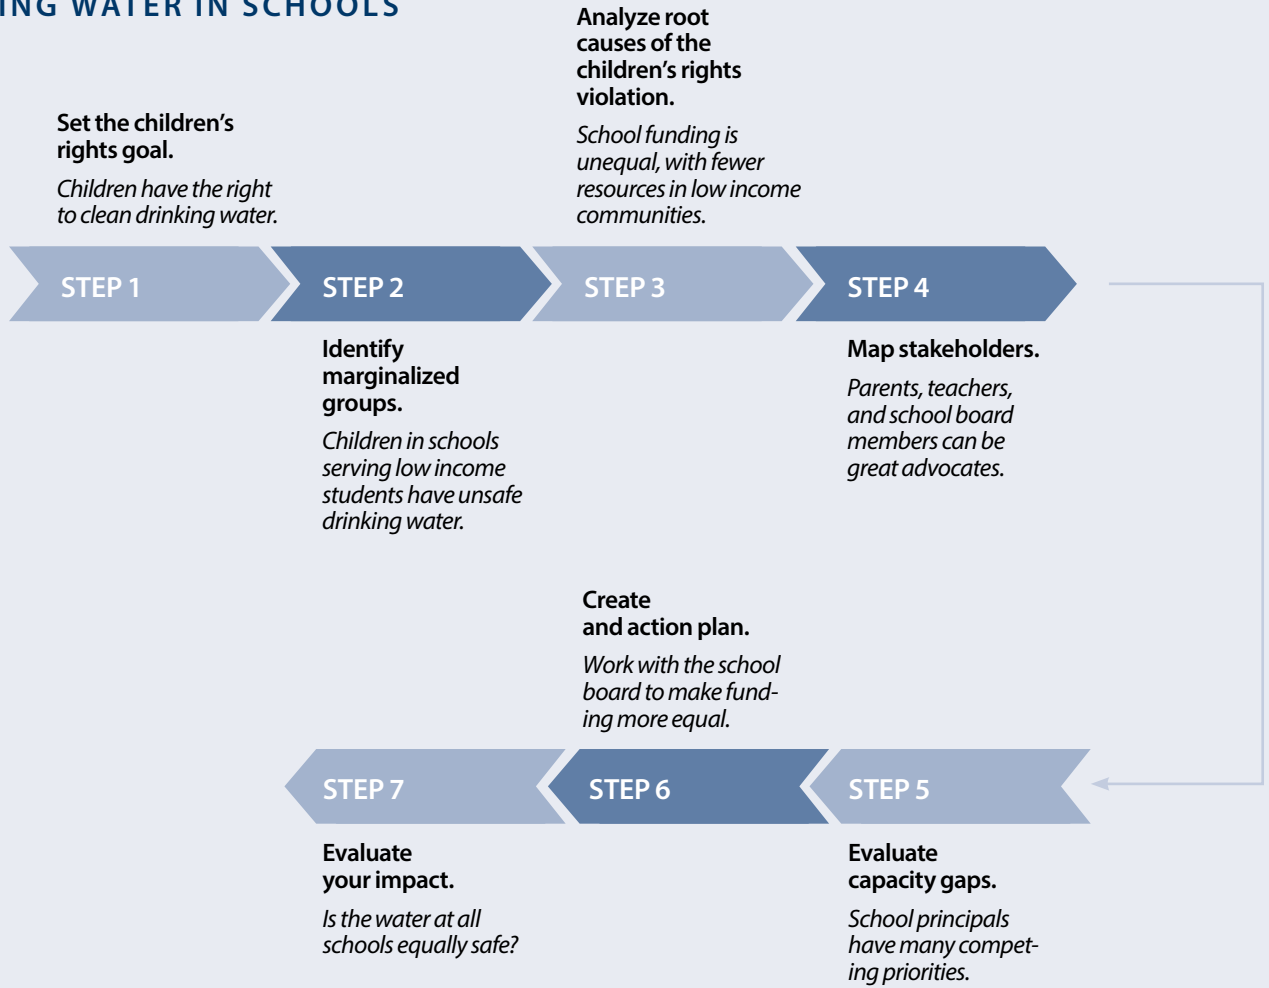 ING WATER IN SCHOOLS
Set the children's
rights goal.
Children have the right
to clean drinking water.
STEP 1
STEP 2
Identify
marginalized
groups.
Children in schools
serving low income
students have unsafe
drinking water.
Analyze root
causes of the
children's rights
violation.
School funding is
unequal, with fewer
resources in low income
communities.
STEP 3
STEP 4
Map stakeholders.
Parents, teachers,
and school board
members can be
great advocates.
STEP 5
Evaluate
capacity gaps.
School principals
have many compet-
ing priorities.
Create
and action plan.
Work with the school
board to make fund-
ing more equal.
STEP 6
STEP 7
Evaluate
your impact.
Is the water at all
schools equally safe?